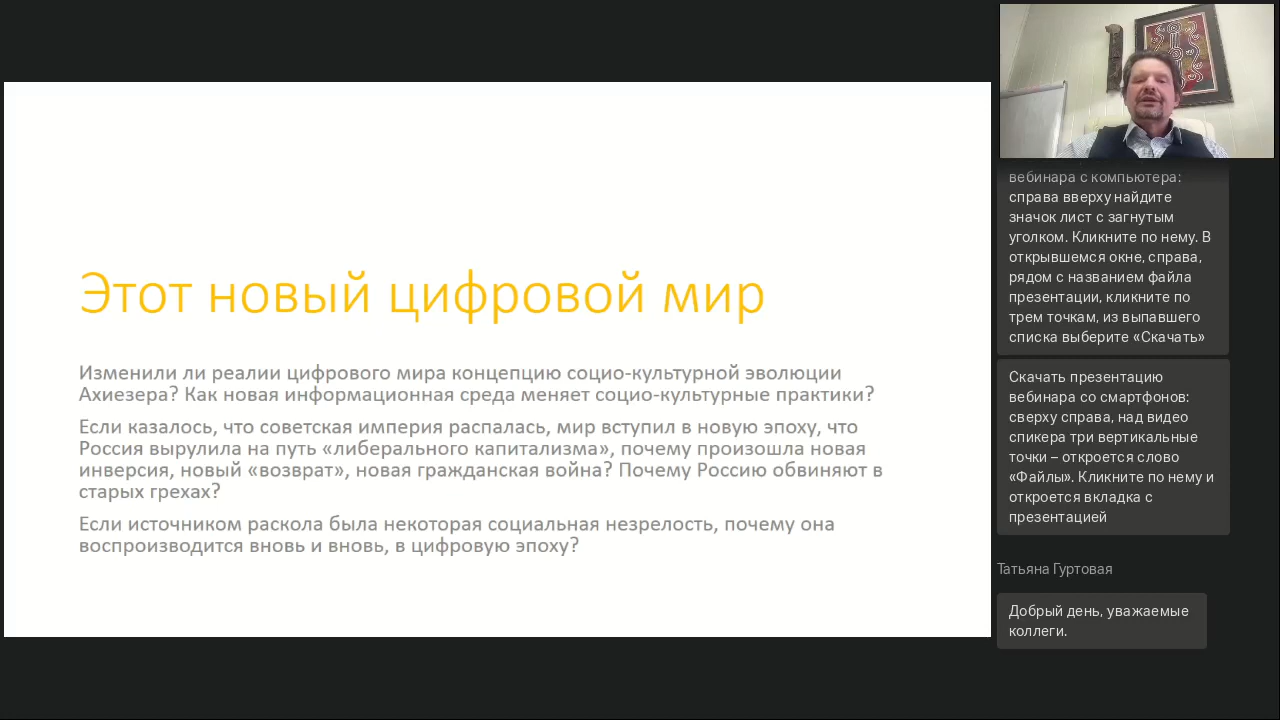 Этот новый цифровой мир
Изменили ли реалии цифрового мира концепцию социо-культурной эволюции
Ахиезера? Как новая информационная среда меняет социо-культурные практики?
Если казалось, что советская империя распалась, мир вступил в новую эпоху, что
Россия вырулила на путь «либерального капитализма», почему произошла новая
инверсия, новый «возврат», новая гражданская война? Почему Россию обвиняют в
старых грехах?
Если источником раскола была некоторая социальная незрелость, почему она
воспроизводится вновь и вновь, в цифровую эпоху?
вебинара с компьютера:
справа вверху найдите
значок лист с загнутым
уголком. Кликните по нему. В
открывшемся окне, справа,
рядом с названием файла
презентации, кликните по
трем точкам, из выпавшего
списка выберите «Скачать»
Скачать презентацию
вебинара со смартфонов:
сверху справа, над видео
спикера три вертикальные
точки – откроется слово
«Файлы». Кликните по нему и
откроется вкладка с
презентацией
Татьяна Гуртовая
Добрый день, уважаемые
коллеги.